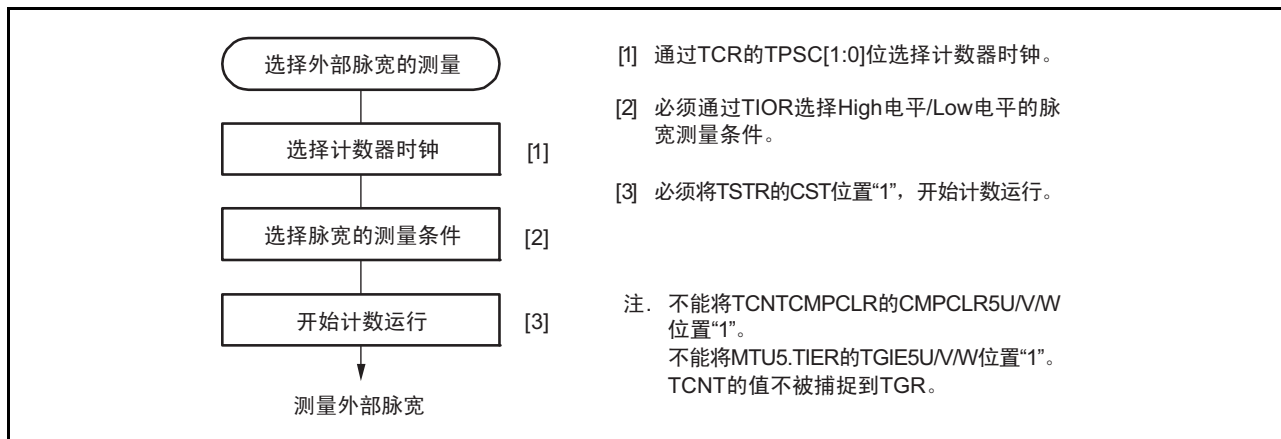 选择外部脉宽的测量
选择计数器时钟 [1]
选择脉宽的测量条件 [2]
开始计数运行 [3]
测量外部脉宽
[1] 通过TCR的TPSC[1:0]位选择计数器时钟。
[2] 必须通过TIOR选择High电平/Low电平的脉
宽测量条件。
[3] 必须将TSTR的CST位置“1”，开始计数运行。
注. 不能将TCNTCMPCLR的CMPCLR5U/V/W
位置“1”。
不能将MTU5.TIER的TGIE5U/V/W位置“1”。
TCNT的值不被捕捉到TGR。